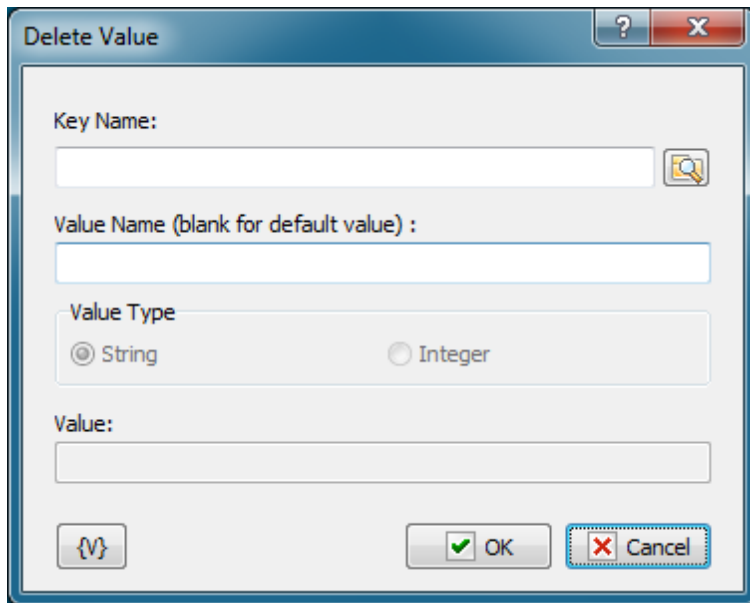 Delete Value
?
Key Name:
Value Name (blank for default value) :
Value Type
String
Integer
Value:
{V}
OK
Cancel